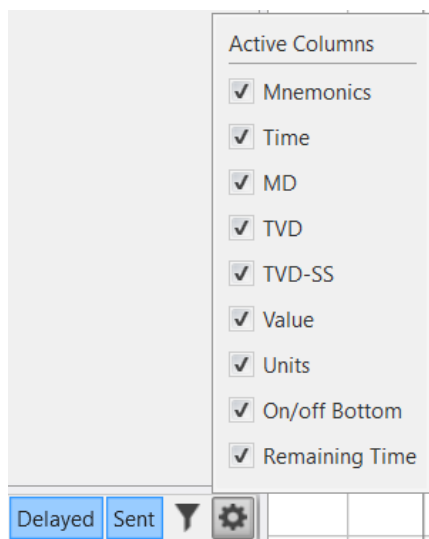 Active Columns
Mnemonics
Time
MD
TVD
TVD-SS
Value
Units
On/off Bottom
Remaining Time
Delayed Sent